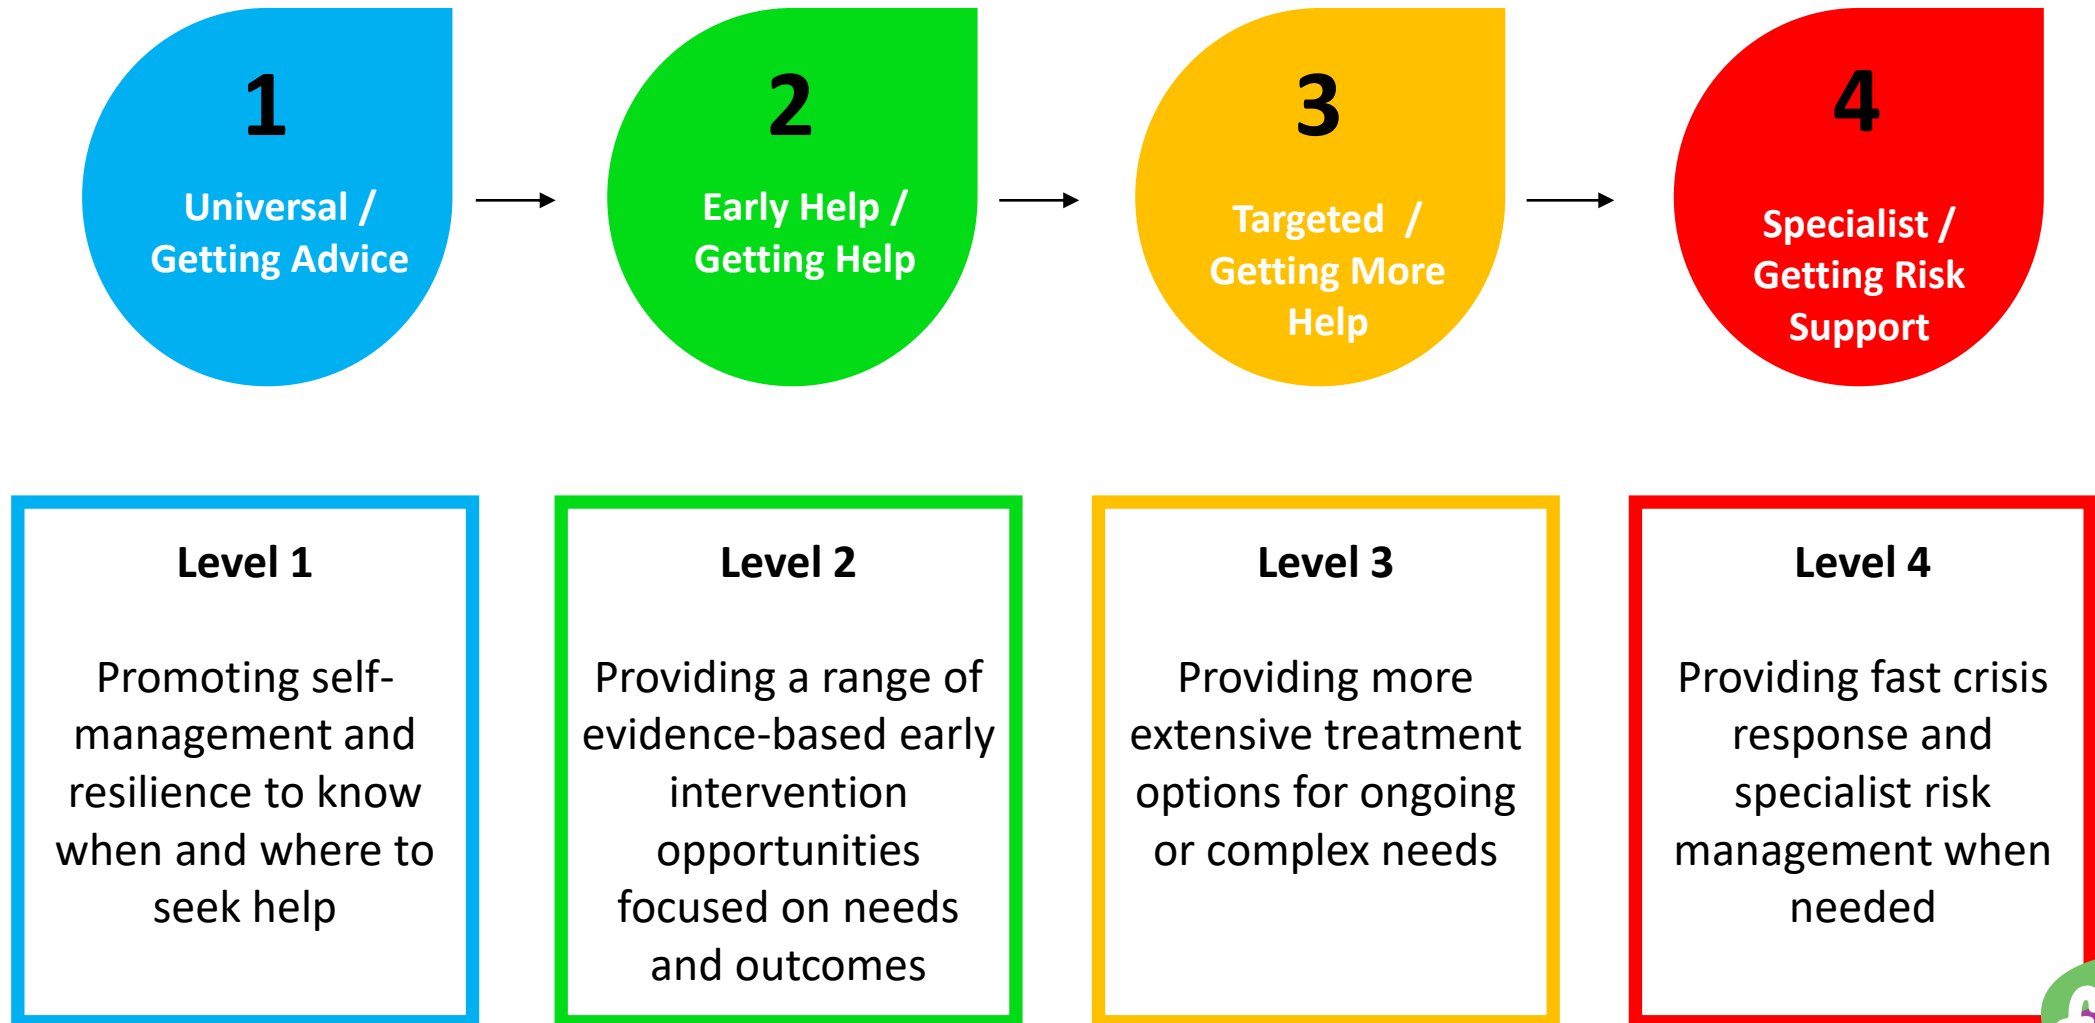 1
Universal /
Getting Advice
2
Early Help /
Getting Help
3
Targeted /
Getting More
Help
4
Specialist /
Getting Risk
Support
Level 1
Promoting self-
management and
resilience to know
when and where to
seek help
Level 2
Providing a range of
evidence-based early
intervention
opportunities
focused on needs
and outcomes
Level 3
Providing more
extensive treatment
options for ongoing
or complex needs
Level 4
Providing fast crisis
response and
specialist risk
management when
needed